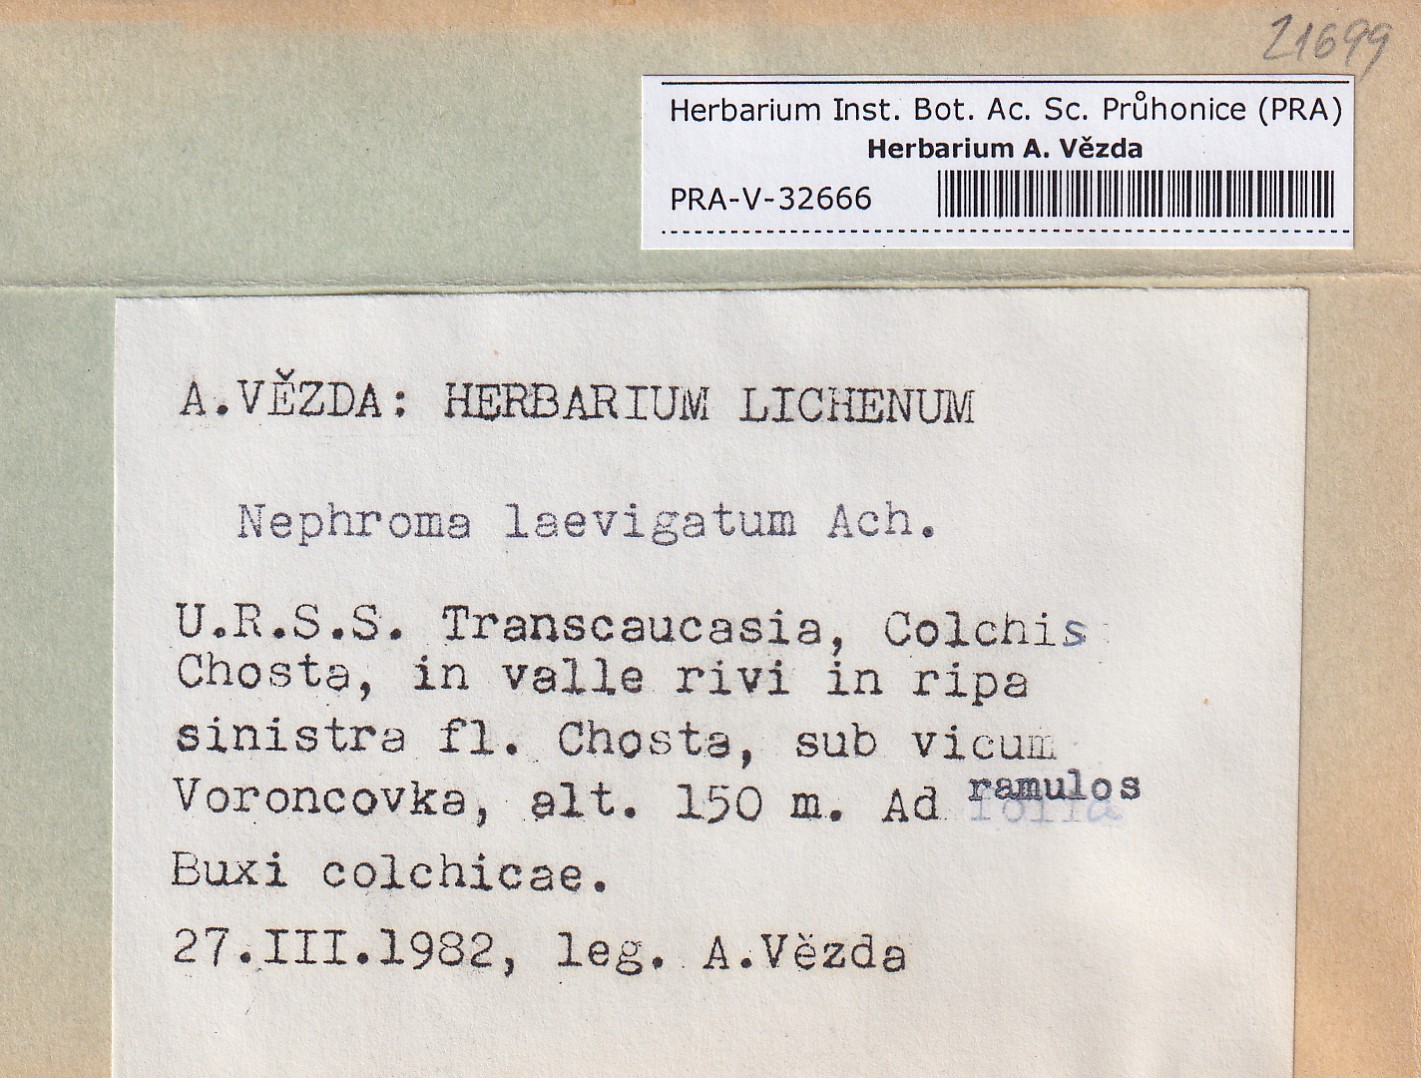 21699
Herbarium Inst. Bot. Ac. Sc. Průhonice (PRA)
Herbarium A. Vězda
PRA-V-32666
A.VĚZDA: HERBARIUM LICHENUM
Nephroma laevigatum Ach.
U.R.S.S. Transcaucasia, Colchis
Chosta, in valle rivi in ripa
sinistra fl. Chosta, sub vicum
Voroncovka, alt. 150 m. Ad ramulos
Buxi colchicae.
27.III.1982, leg. A.Vězda